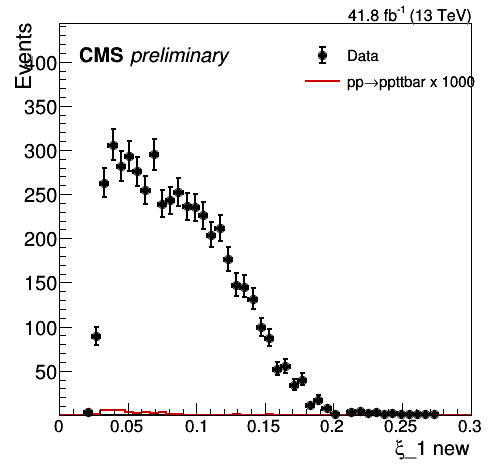 41.8 fb⁻¹ (13 TeV)
Events
CMS preliminary
Data
pp→ppttbar x 1000
400
350
300
250
200
150
100
50
0 0.05 0.1 0.15 0.2 0.25 0.3
ξ_1 new